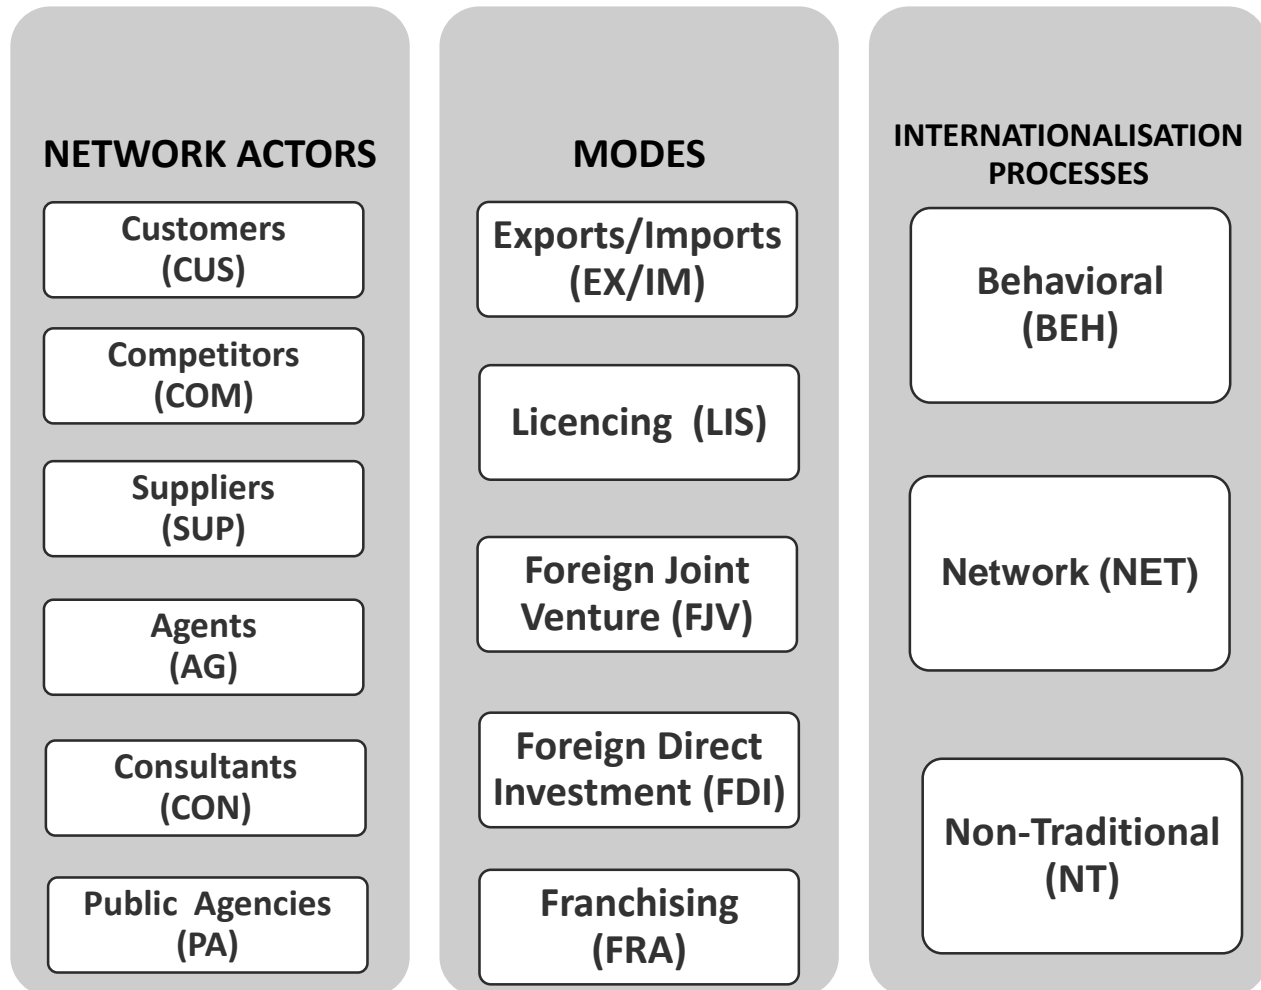 NETWORK ACTORS
Customers
(CUS)
Competitors
(COM)
Suppliers
(SUP)
Agents
(AG)
Consultants
(CON)
Public Agencies
(PA)
MODES
Exports/Imports
(EX/IM)
Licencing (LIS)
Foreign Joint
Venture (FJV)
Foreign Direct
Investment (FDI)
Franchising
(FRA)
INTERNATIONALISATION
PROCESSES
Behavioral
(BEH)
Network (NET)
Non-Traditional
(NT)